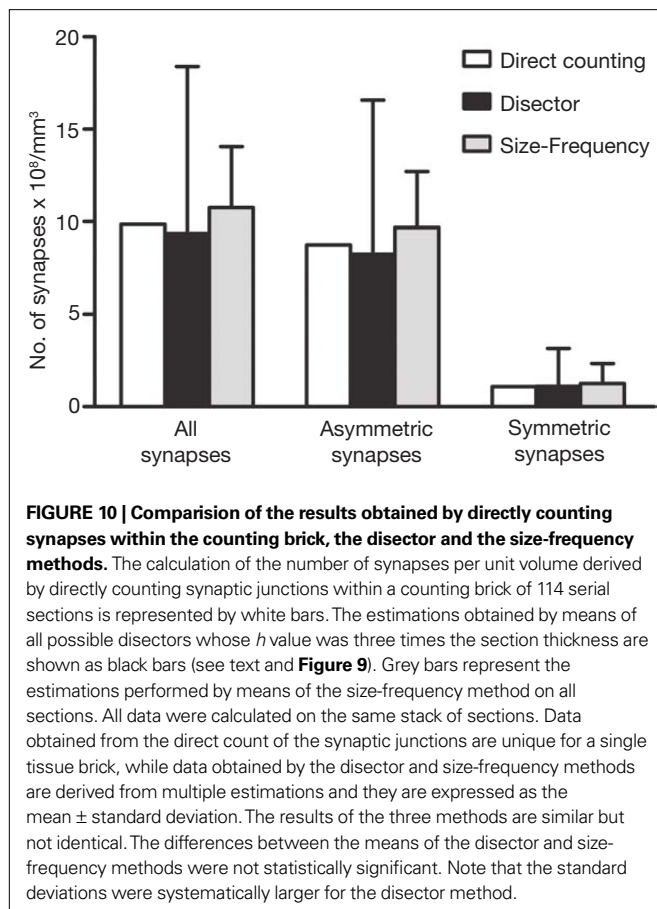 20
15
10
5
0
No. of synapses x 10⁸/mm³
Direct counting
Disector
Size-Frequency
All
synapses
Asymmetric
synapses
Symmetric
synapses
FIGURE 10 | Comparision of the results obtained by directly counting
synapses within the counting brick, the disector and the size-frequency
methods. The calculation of the number of synapses per unit volume derived
by directly counting synaptic junctions within a counting brick of 114 serial
sections is represented by white bars. The estimations obtained by means of
all possible disectors whose h value was three times the section thickness are
shown as black bars (see text and Figure 9). Grey bars represent the
estimations performed by means of the size-frequency method on all
sections. All data were calculated on the same stack of sections. Data
obtained from the direct count of the synaptic junctions are unique for a single
tissue brick, while data obtained by the disector and size-frequency methods
are derived from multiple estimations and they are expressed as the
mean ± standard deviation. The results of the three methods are similar but
not identical. The differences between the means of the disector and size-
frequency methods were not statistically significant. Note that the standard
deviations were systematically larger for the disector method.